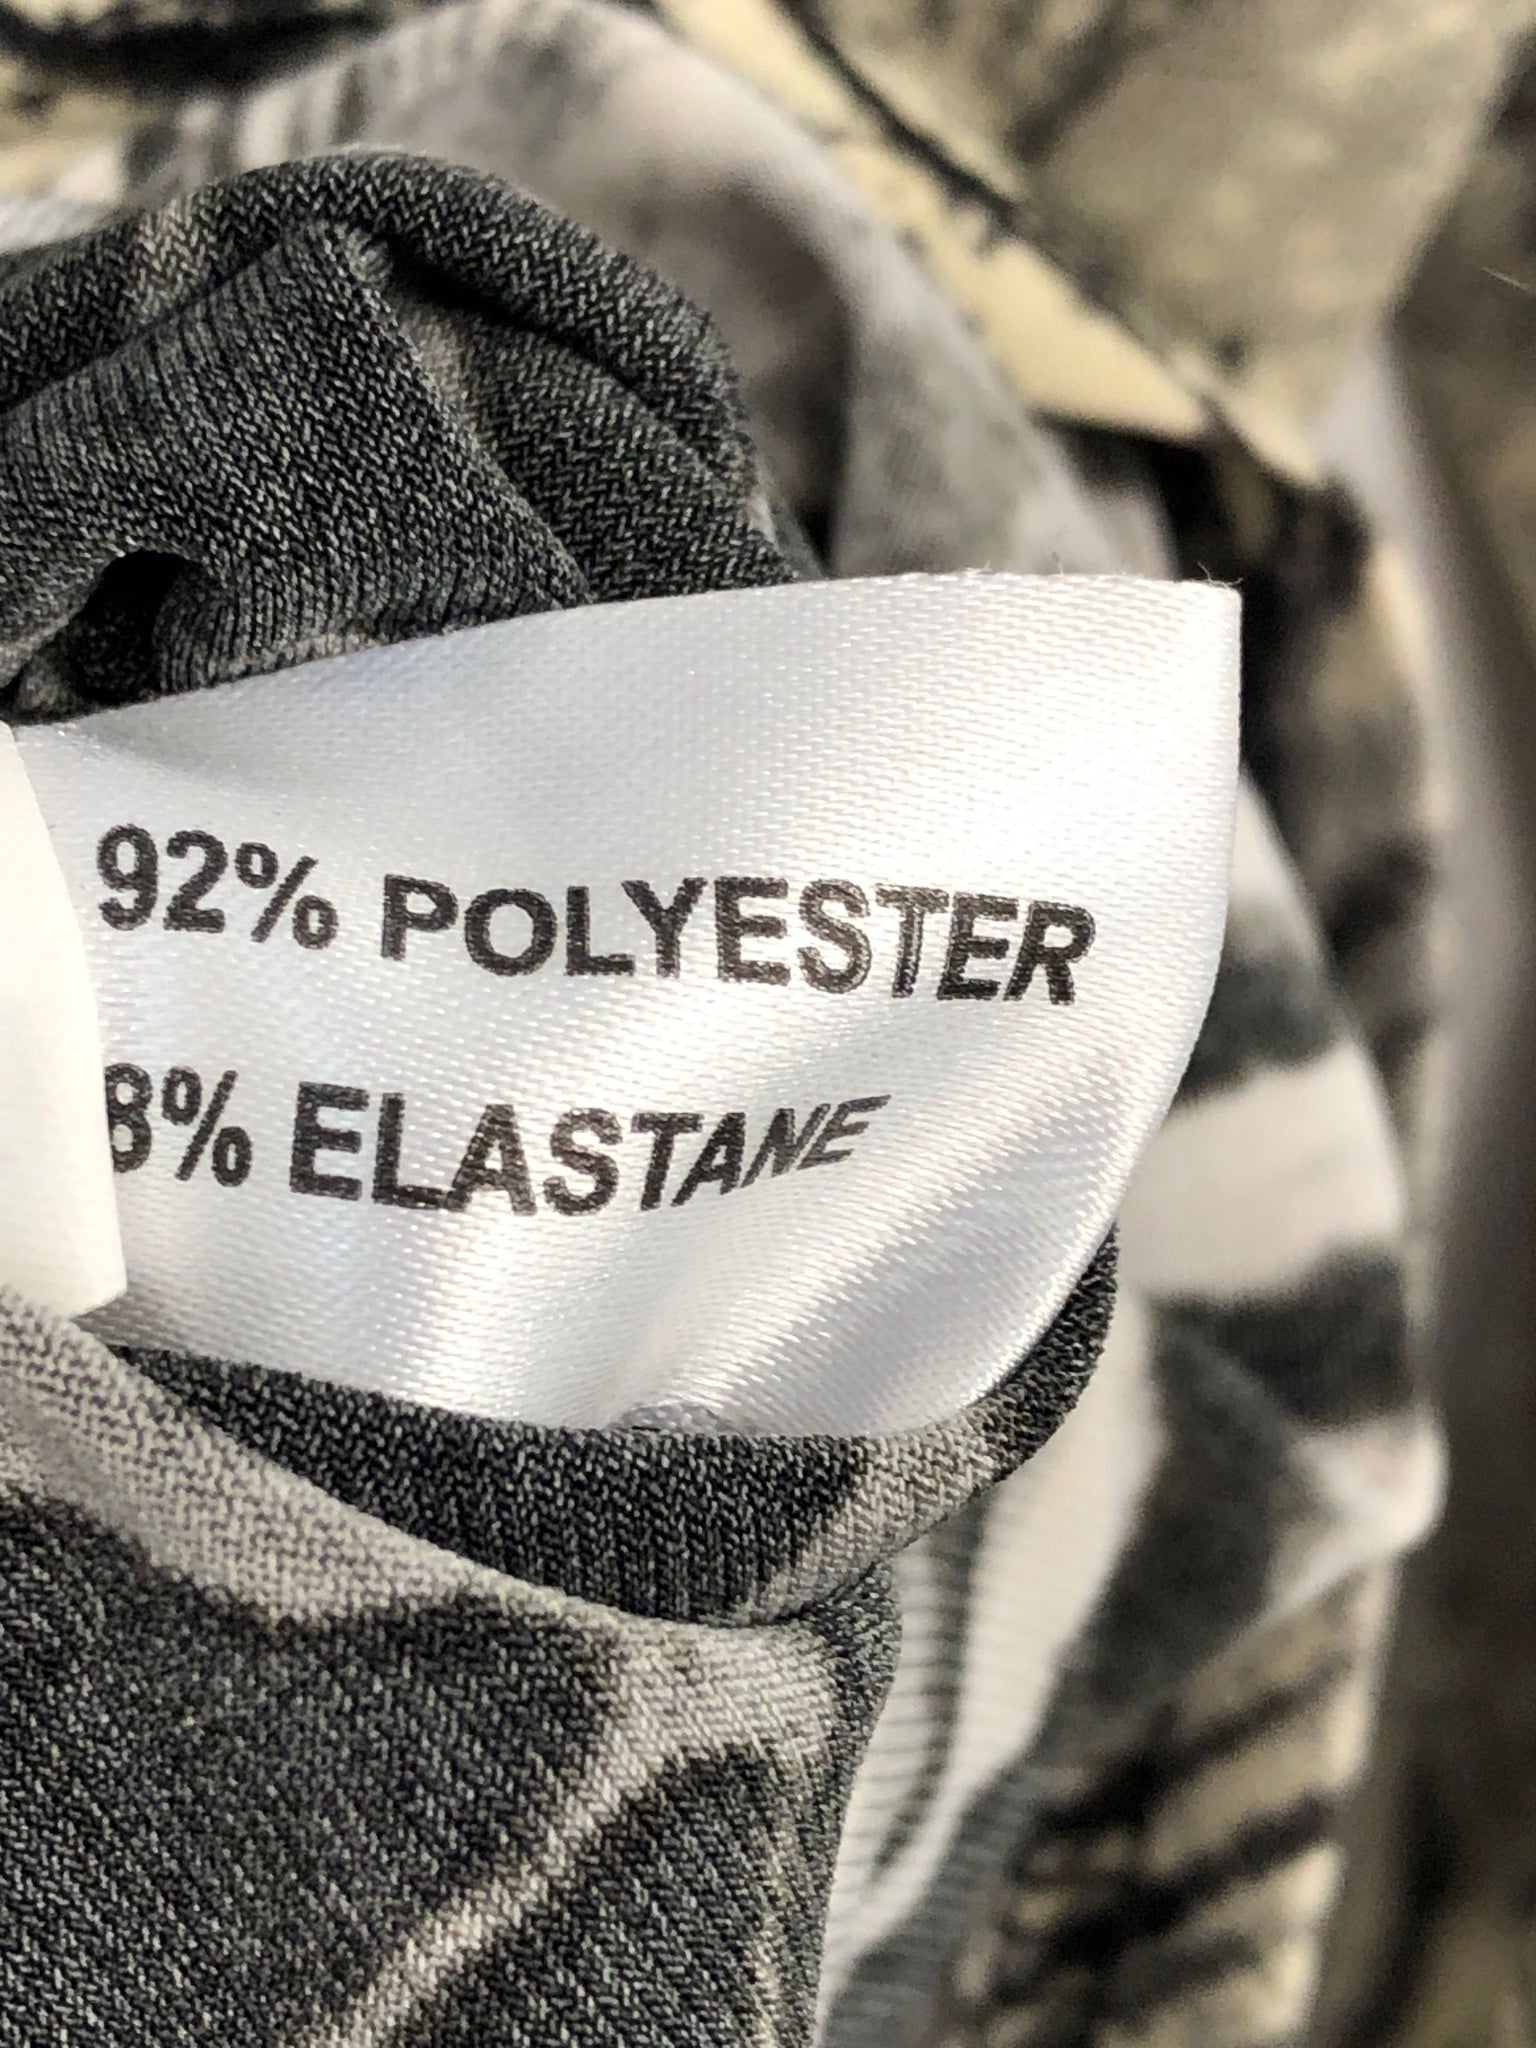 92% POLYESTER
8% ELASTANE